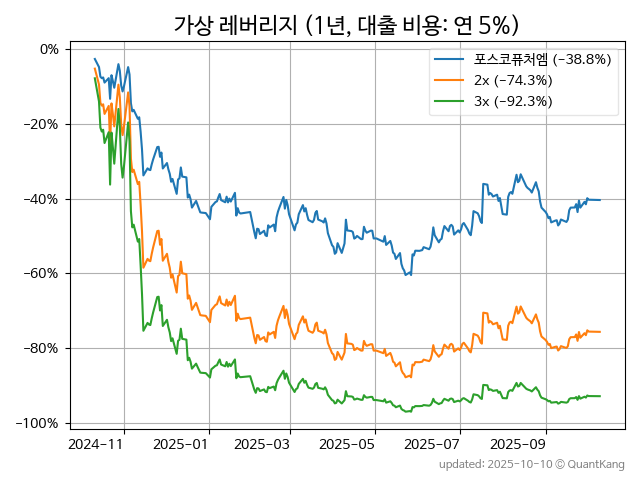 가상 레버리지 (1년, 대출 비용: 연 5%)
포스코퓨처엠 (−38.8%)
2x (−74.3%)
3x (−92.3%)
0%
−20%
−40%
−60%
−80%
−100%
2024-11
2025-01
2025-03
2025-05
2025-07
2025-09
updated: 2025-10-10 © QuantKang